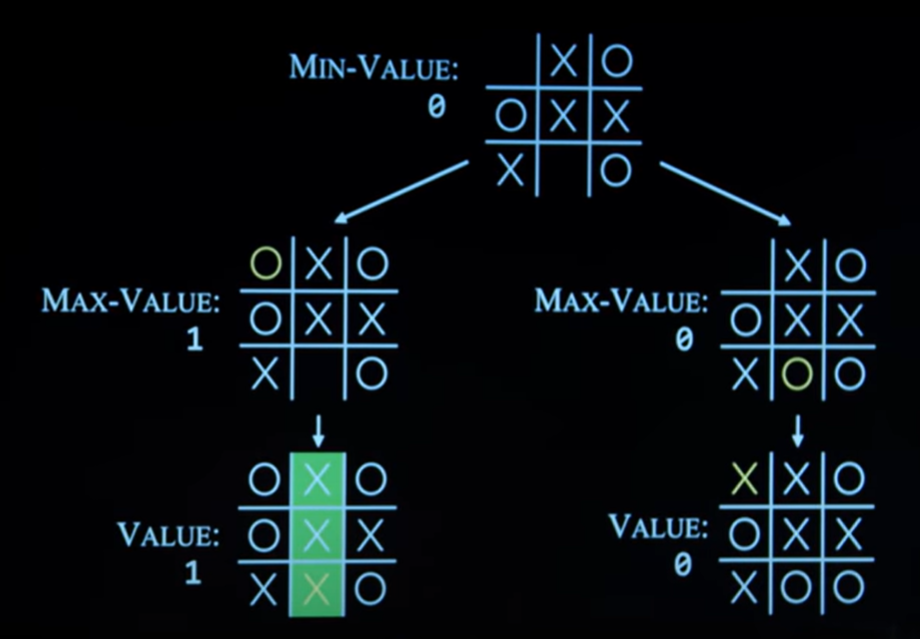 MIN-VALUE:
0
X O
O X X
X O
MAX-VALUE:
1
O X O
O X X
X O
MAX-VALUE:
0
X O
O X X
X O O
VALUE:
1
O X O
O X X
X X O
VALUE:
0
X X O
O X X
X O O